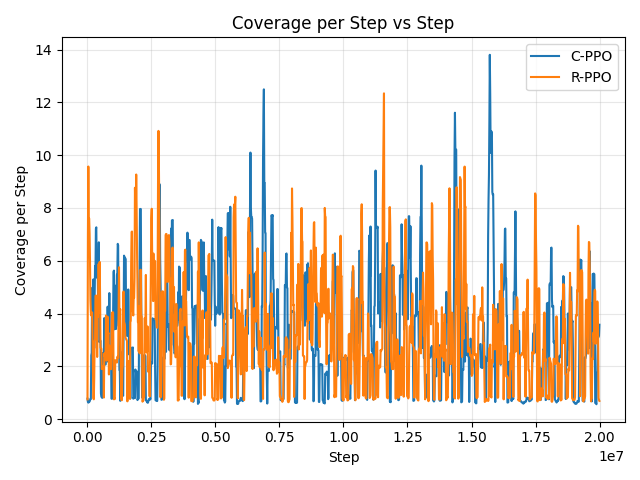 Coverage per Step vs Step
C-PPO
R-PPO
Coverage per Step
14
12
10
8
6
4
2
0
0.00
0.25
0.50
0.75
1.00
1.25
1.50
1.75
2.00
1e7
Step